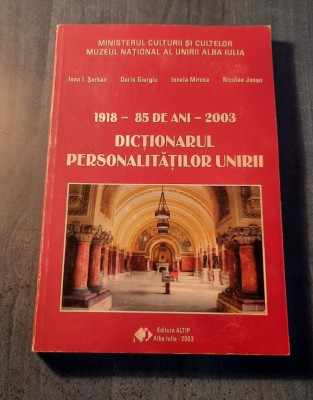 MINISTERUL CULTURII ȘI CULTELOR
MUZEUL NAȚIONAL AL UNIRII ALBA IULIA
Ioan I. Șerban Dorin Giurgiu Ionela Mircea Nicolae Josan
1918 – 85 DE ANI – 2003
DICȚIONARUL
PERSONALITĂȚILOR UNIRII
Editura ALTIP
Alba Iulia - 2003